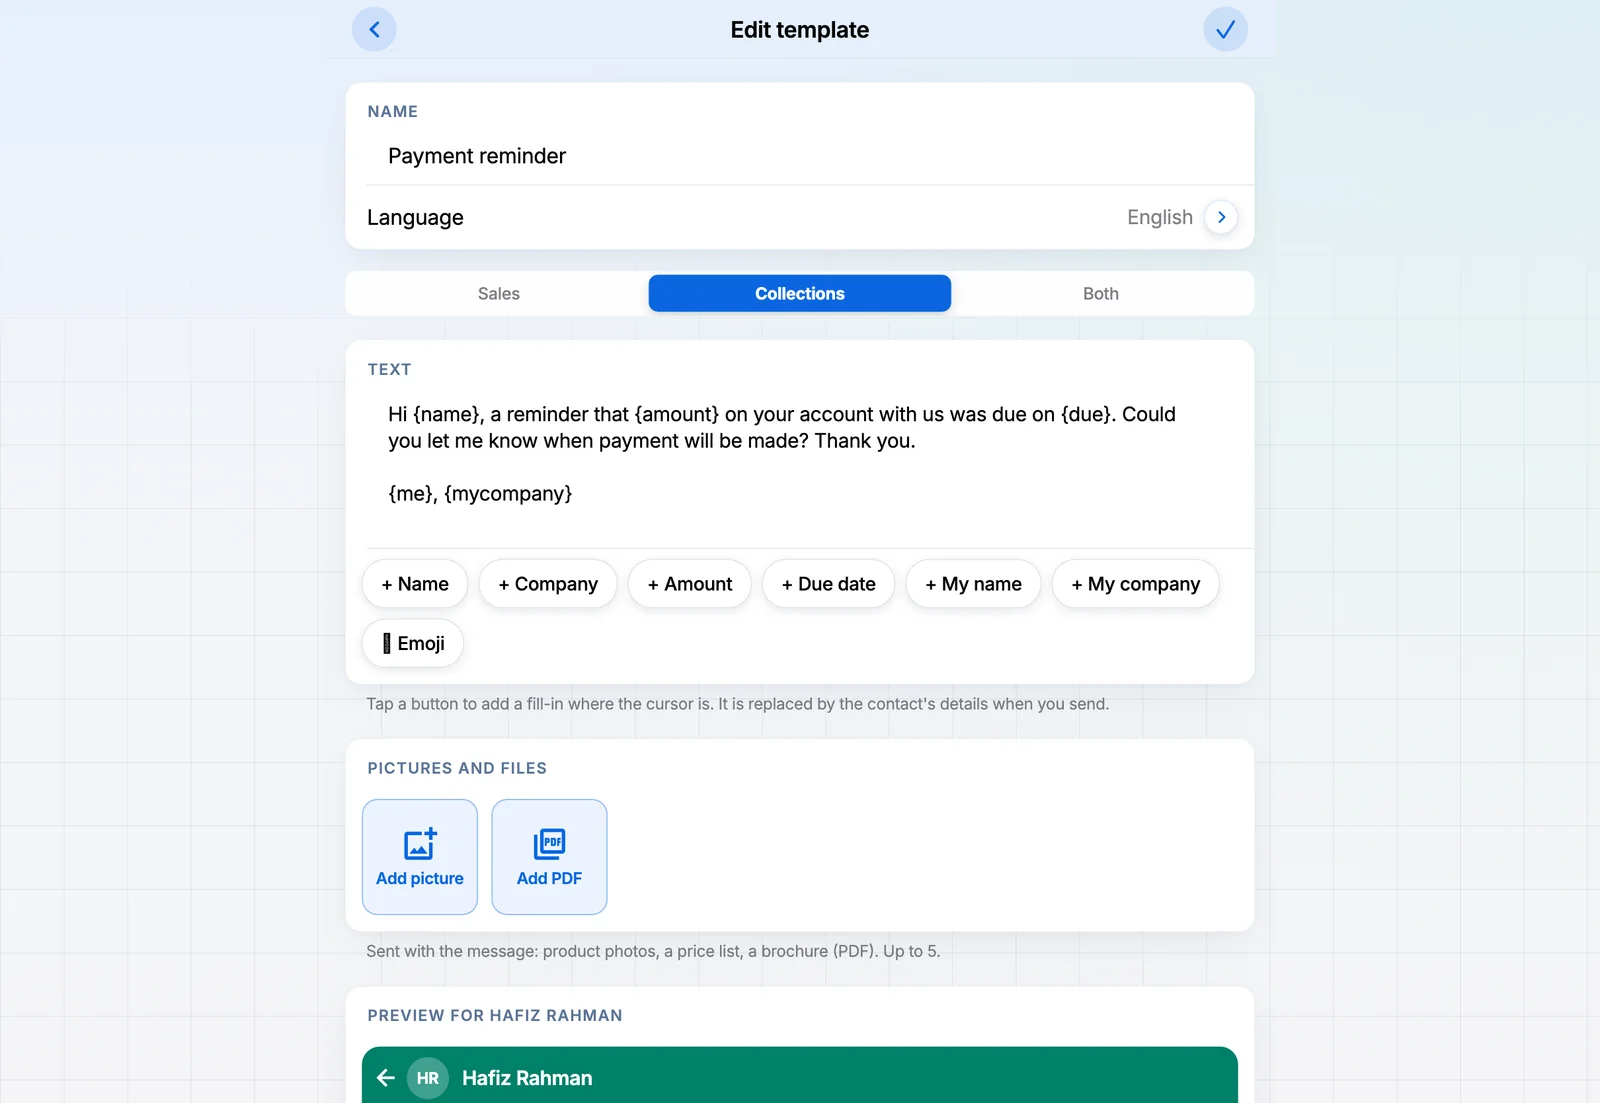 Edit template
NAME
Payment reminder
Language
English
Sales
Collections
Both
TEXT
Hi {name}, a reminder that {amount} on your account with us was due on {due}. Could
you let me know when payment will be made? Thank you.
{me}, {mycompany}
+ Name
+ Company
+ Amount
+ Due date
+ My name
+ My company
Emoji
Tap a button to add a fill-in where the cursor is. It is replaced by the contact's details when you send.
PICTURES AND FILES
Add picture
PDF
Add PDF
Sent with the message: product photos, a price list, a brochure (PDF). Up to 5.
PREVIEW FOR HAFIZ RAHMAN
HR
Hafiz Rahman